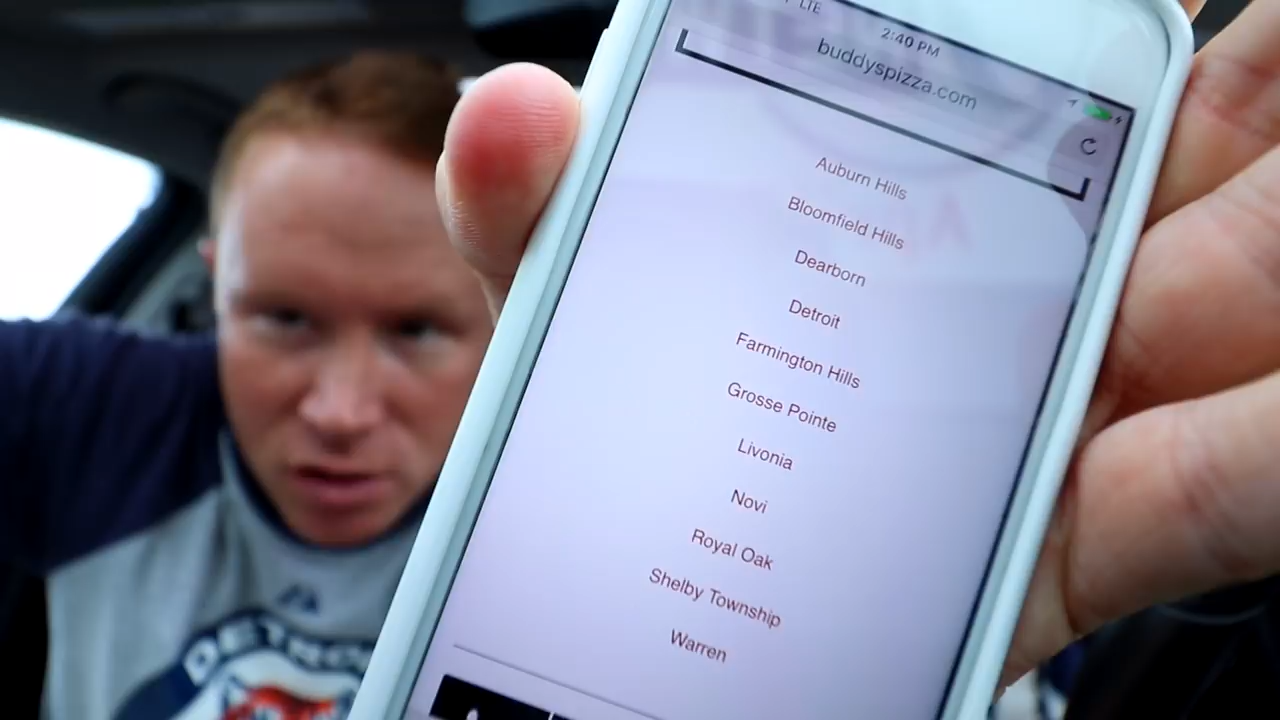 LTE
2:40 PM
buddyspizza.com
Auburn Hills
Bloomfield Hills
Dearborn
Detroit
Farmington Hills
Grosse Pointe
Livonia
Novi
Royal Oak
Shelby Township
Warren